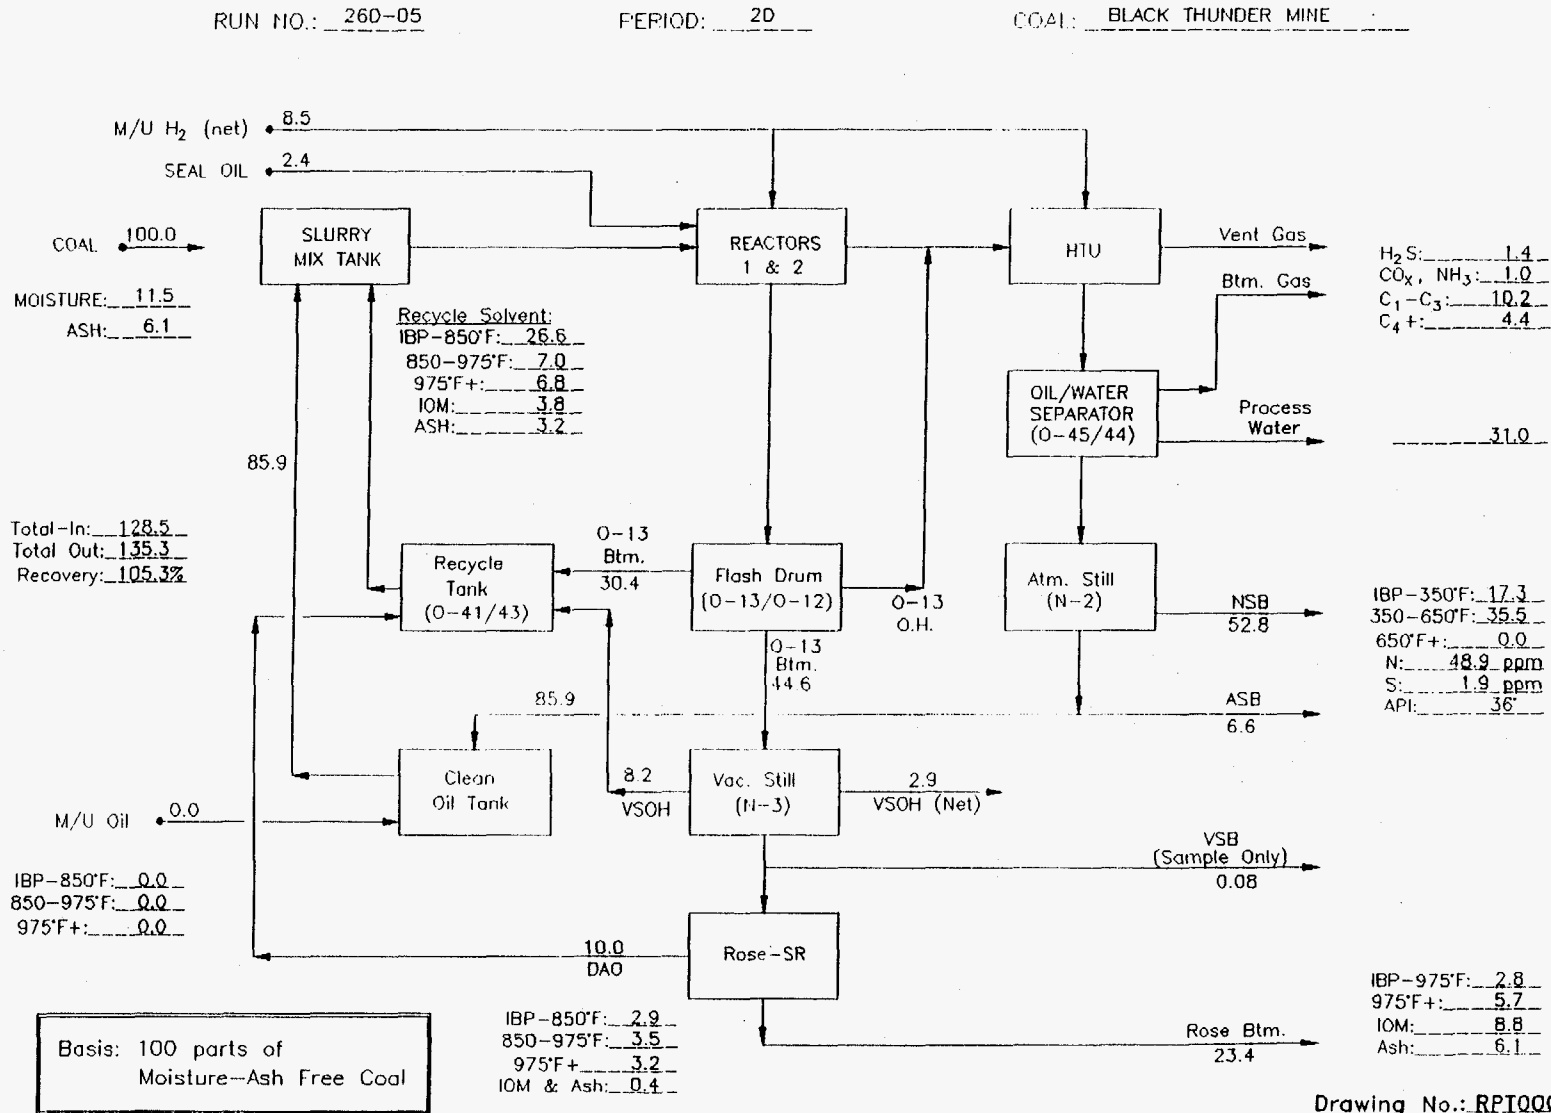 RUN NO.: 260-05 PERIOD: 2D COAL: BLACK THUNDER MINE
M/U H2 (net) 8.5
SEAL OIL 2.4
COAL 100.0
MOISTURE: 11.5
ASH: 6.1
SLURRY
MIX TANK
REACTORS
1 & 2
HTU
Vent Gas
Btm. Gas
H2S: 1.4
COx, NH3: 1.0
C1-C3: 10.2
C4+: 4.4
Recycle Solvent:
IBP-850°F: 26.6
850-975°F: 7.0
975°F+: 6.8
IOM: 3.8
ASH: 3.2
OIL/WATER
SEPARATOR
(O-45/44)
Process
Water
31.0
85.9
Total-In: 128.5
Total Out: 135.3
Recovery: 105.3%
Recycle
Tank
(O-41/43)
O-13
Btm.
30.4
Flash Drum
(O-13/O-12)
O-13
O.H.
Atm. Still
(N-2)
NSB
52.8
IBP-350°F: 17.3
350-650°F: 35.5
650°F+: 0.0
N: 48.9 ppm
S: 1.9 ppm
API: 36°
O-13
Btm.
44.6
85.9
ASB
6.6
Clean
Oil Tank
8.2
VSOH
Vac. Still
(N-3)
2.9
VSOH (Net)
M/U Oil 0.0
IBP-850°F: 0.0
850-975°F: 0.0
975°F+: 0.0
VSB
(Sample Only)
0.08
10.0
DAO
Rose-SR
IBP-850°F: 2.9
850-975°F: 3.5
975°F+ 3.2
IOM & Ash: 0.4
Rose Btm.
23.4
IBP-975°F: 2.8
975°F+: 5.7
IOM: 8.8
Ash: 6.1
Basis: 100 parts of
Moisture-Ash Free Coal
Drawing No.: RPT000